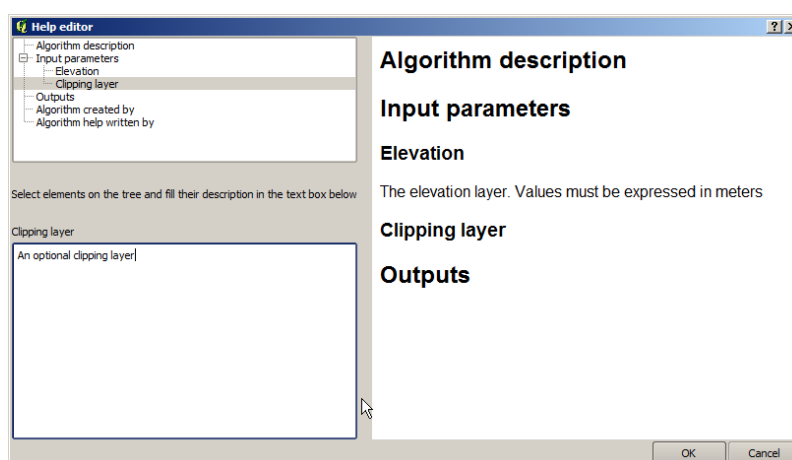 Help editor
Algorithm description
Input parameters
Elevation
Clipping layer
Outputs
Algorithm created by
Algorithm help written by
Select elements on the tree and fill their description in the text box below
Clipping layer
An optional clipping layer
Algorithm description
Input parameters
Elevation
The elevation layer. Values must be expressed in meters
Clipping layer
Outputs
OK
Cancel